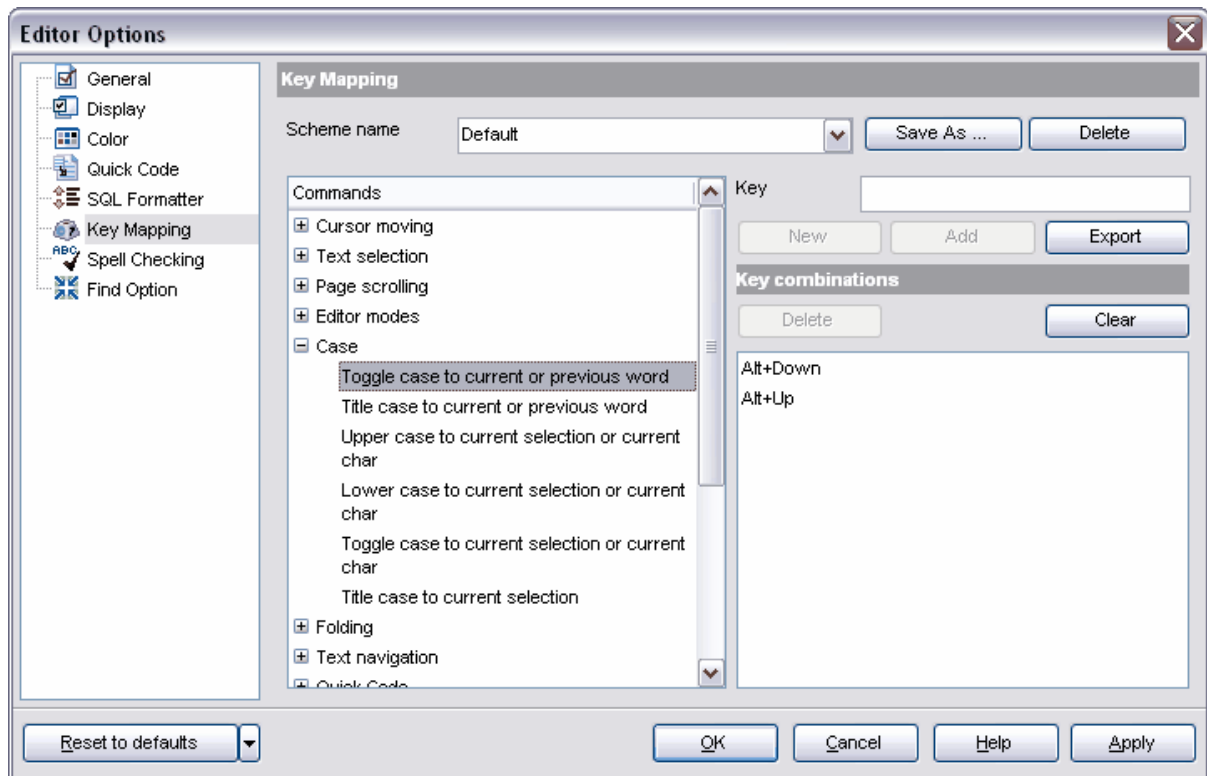 Editor Options
General
Display
Color
Quick Code
SQL Formatter
Key Mapping
ABC
Spell Checking
Find Option
Key Mapping
Scheme name
Default
Save As ...
Delete
Commands
Cursor moving
Text selection
Page scrolling
Editor modes
Case
Toggle case to current or previous word
Title case to current or previous word
Upper case to current selection or current
char
Lower case to current selection or current
char
Toggle case to current selection or current
char
Title case to current selection
Folding
Text navigation
Quick Code
Key
New
Add
Export
Key combinations
Delete
Clear
Alt+Down
Alt+Up
Reset to defaults
OK
Cancel
Help
Apply